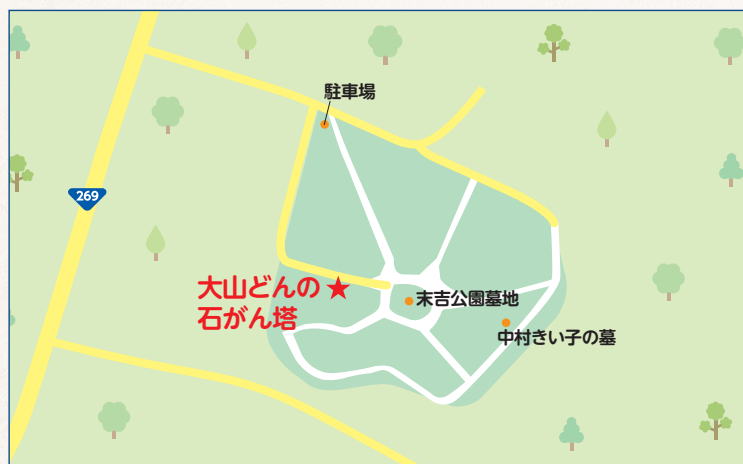 駐車場
269
大山どんの
石がん塔
末吉公園墓地
中村きい子の墓